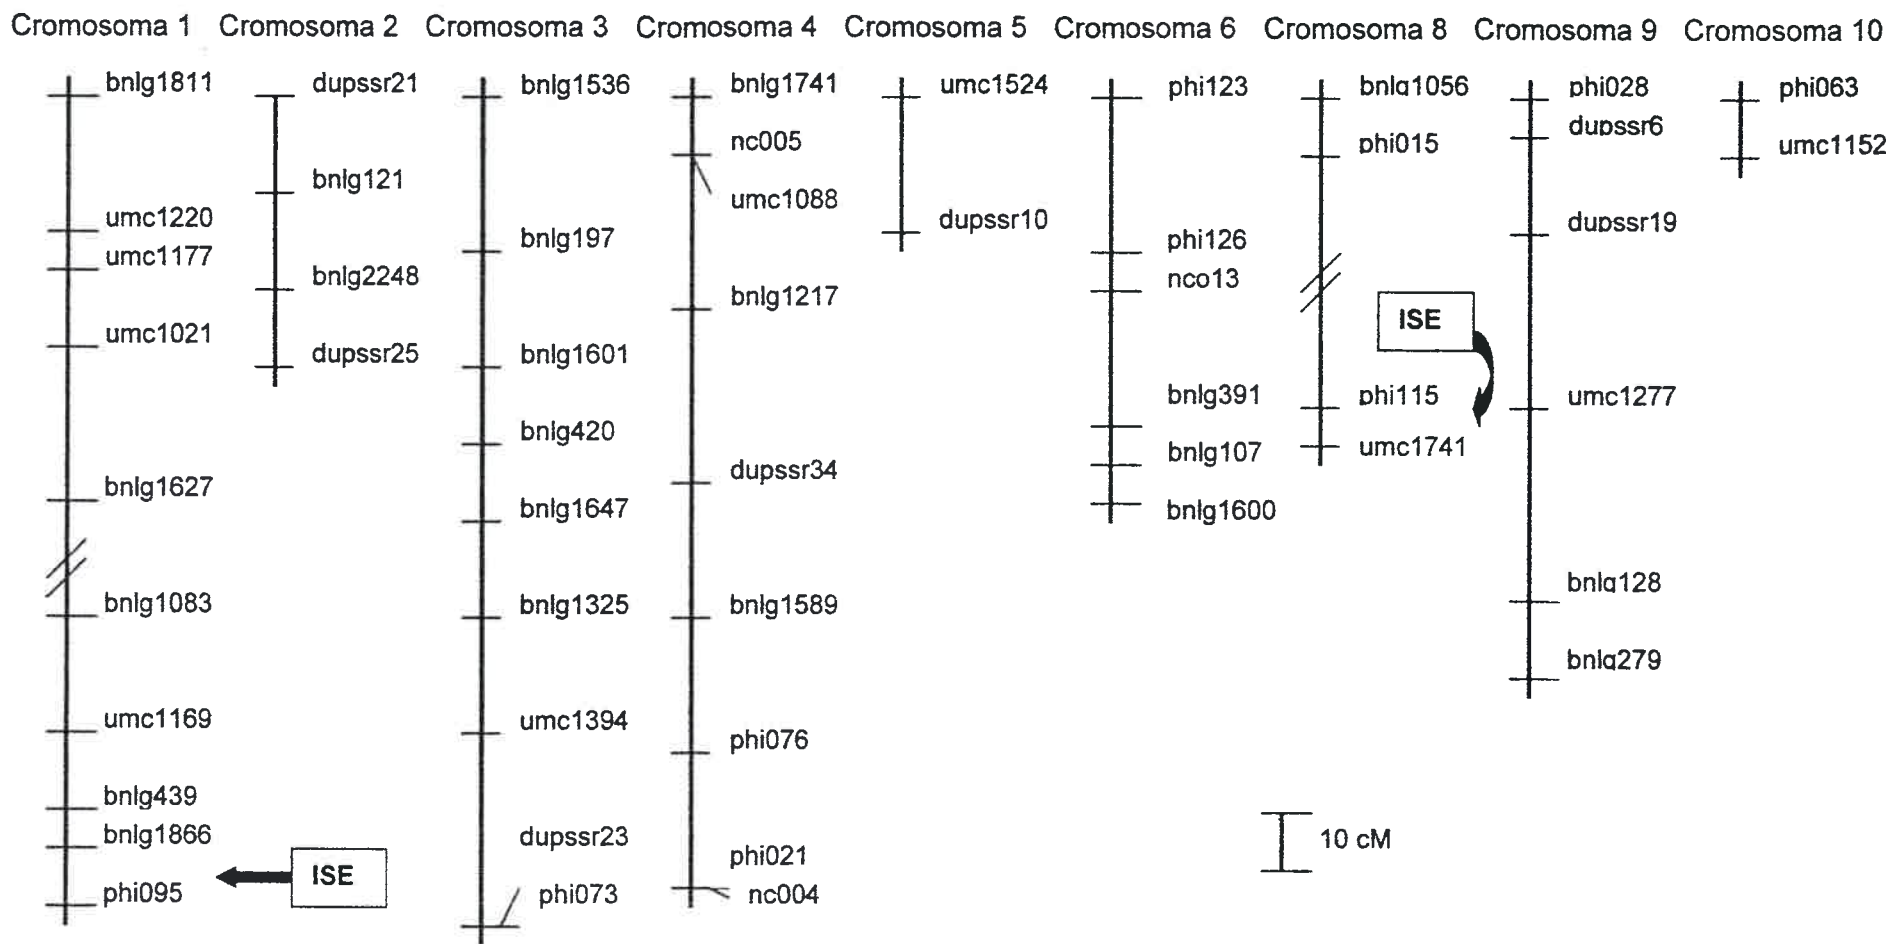 Cromosoma 1
Cromosoma 2
Cromosoma 3
Cromosoma 4
Cromosoma 5
Cromosoma 6
Cromosoma 8
Cromosoma 9
Cromosoma 10
bnlg1811
umc1220
umc1177
umc1021
bnlg1627
bnlg1083
umc1169
bnlg439
bnlg1866
phi095
ISE
dupssr21
bnlg121
bnlg2248
dupssr25
bnlg1536
bnlg197
bnlg1601
bnlg420
bnlg1647
bnlg1325
umc1394
dupssr23
phi073
bnlg1741
nc005
umc1088
bnlg1217
dupssr34
bnlg1589
phi076
phi021
nc004
umc1524
dupssr10
phi123
phi126
nco13
bnlg391
bnlg107
bnlg1600
bnlg1056
phi015
phi115
umc1741
ISE
phi028
dupssr6
dupssr19
umc1277
bnlg128
bnlg279
phi063
umc1152
10 cM